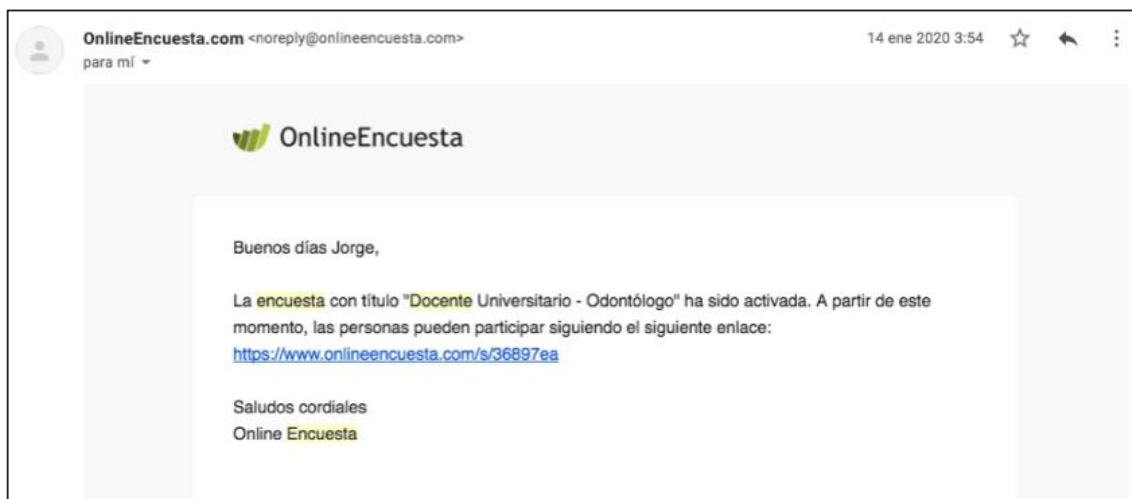 OnlineEncuesta.com <noreply@onlineencuesta.com>
14 ene 2020 3:54
para mí
OnlineEncuesta
Buenos días Jorge,
La encuesta con título "Docente Universitario - Odontólogo" ha sido activada. A partir de este
momento, las personas pueden participar siguiendo el siguiente enlace:
https://www.onlineencuesta.com/s/36897ea
Saludos cordiales
Online Encuesta